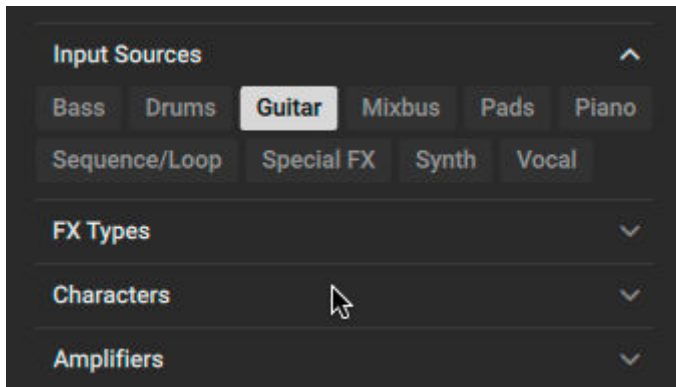 Input Sources
Bass Drums Guitar Mixbus Pads Piano
Sequence/Loop Special FX Synth Vocal
FX Types
Characters
Amplifiers